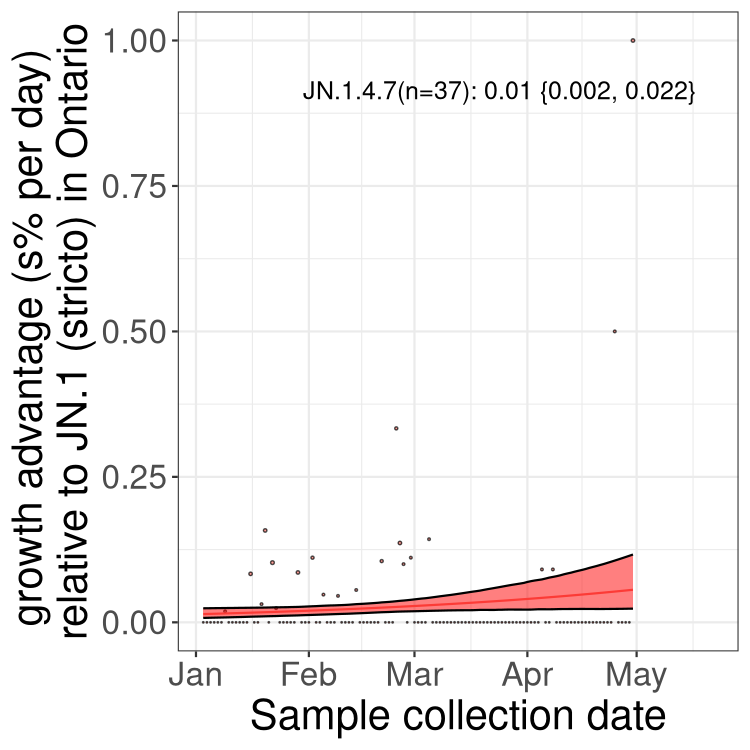 growth advantage (s% per day)
relative to JN.1 (stricto) in Ontario
1.00
0.75
0.50
0.25
0.00
JN.1.4.7(n=37): 0.01 {0.002, 0.022}
Jan Feb Mar Apr May
Sample collection date